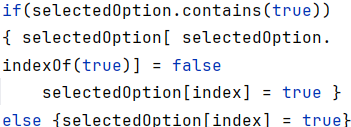 if(selectedOption.contains(true))
{ selectedOption[ selectedOption.
indexOf(true)] = false
    selectedOption[index] = true }
else {selectedOption[index] = true}